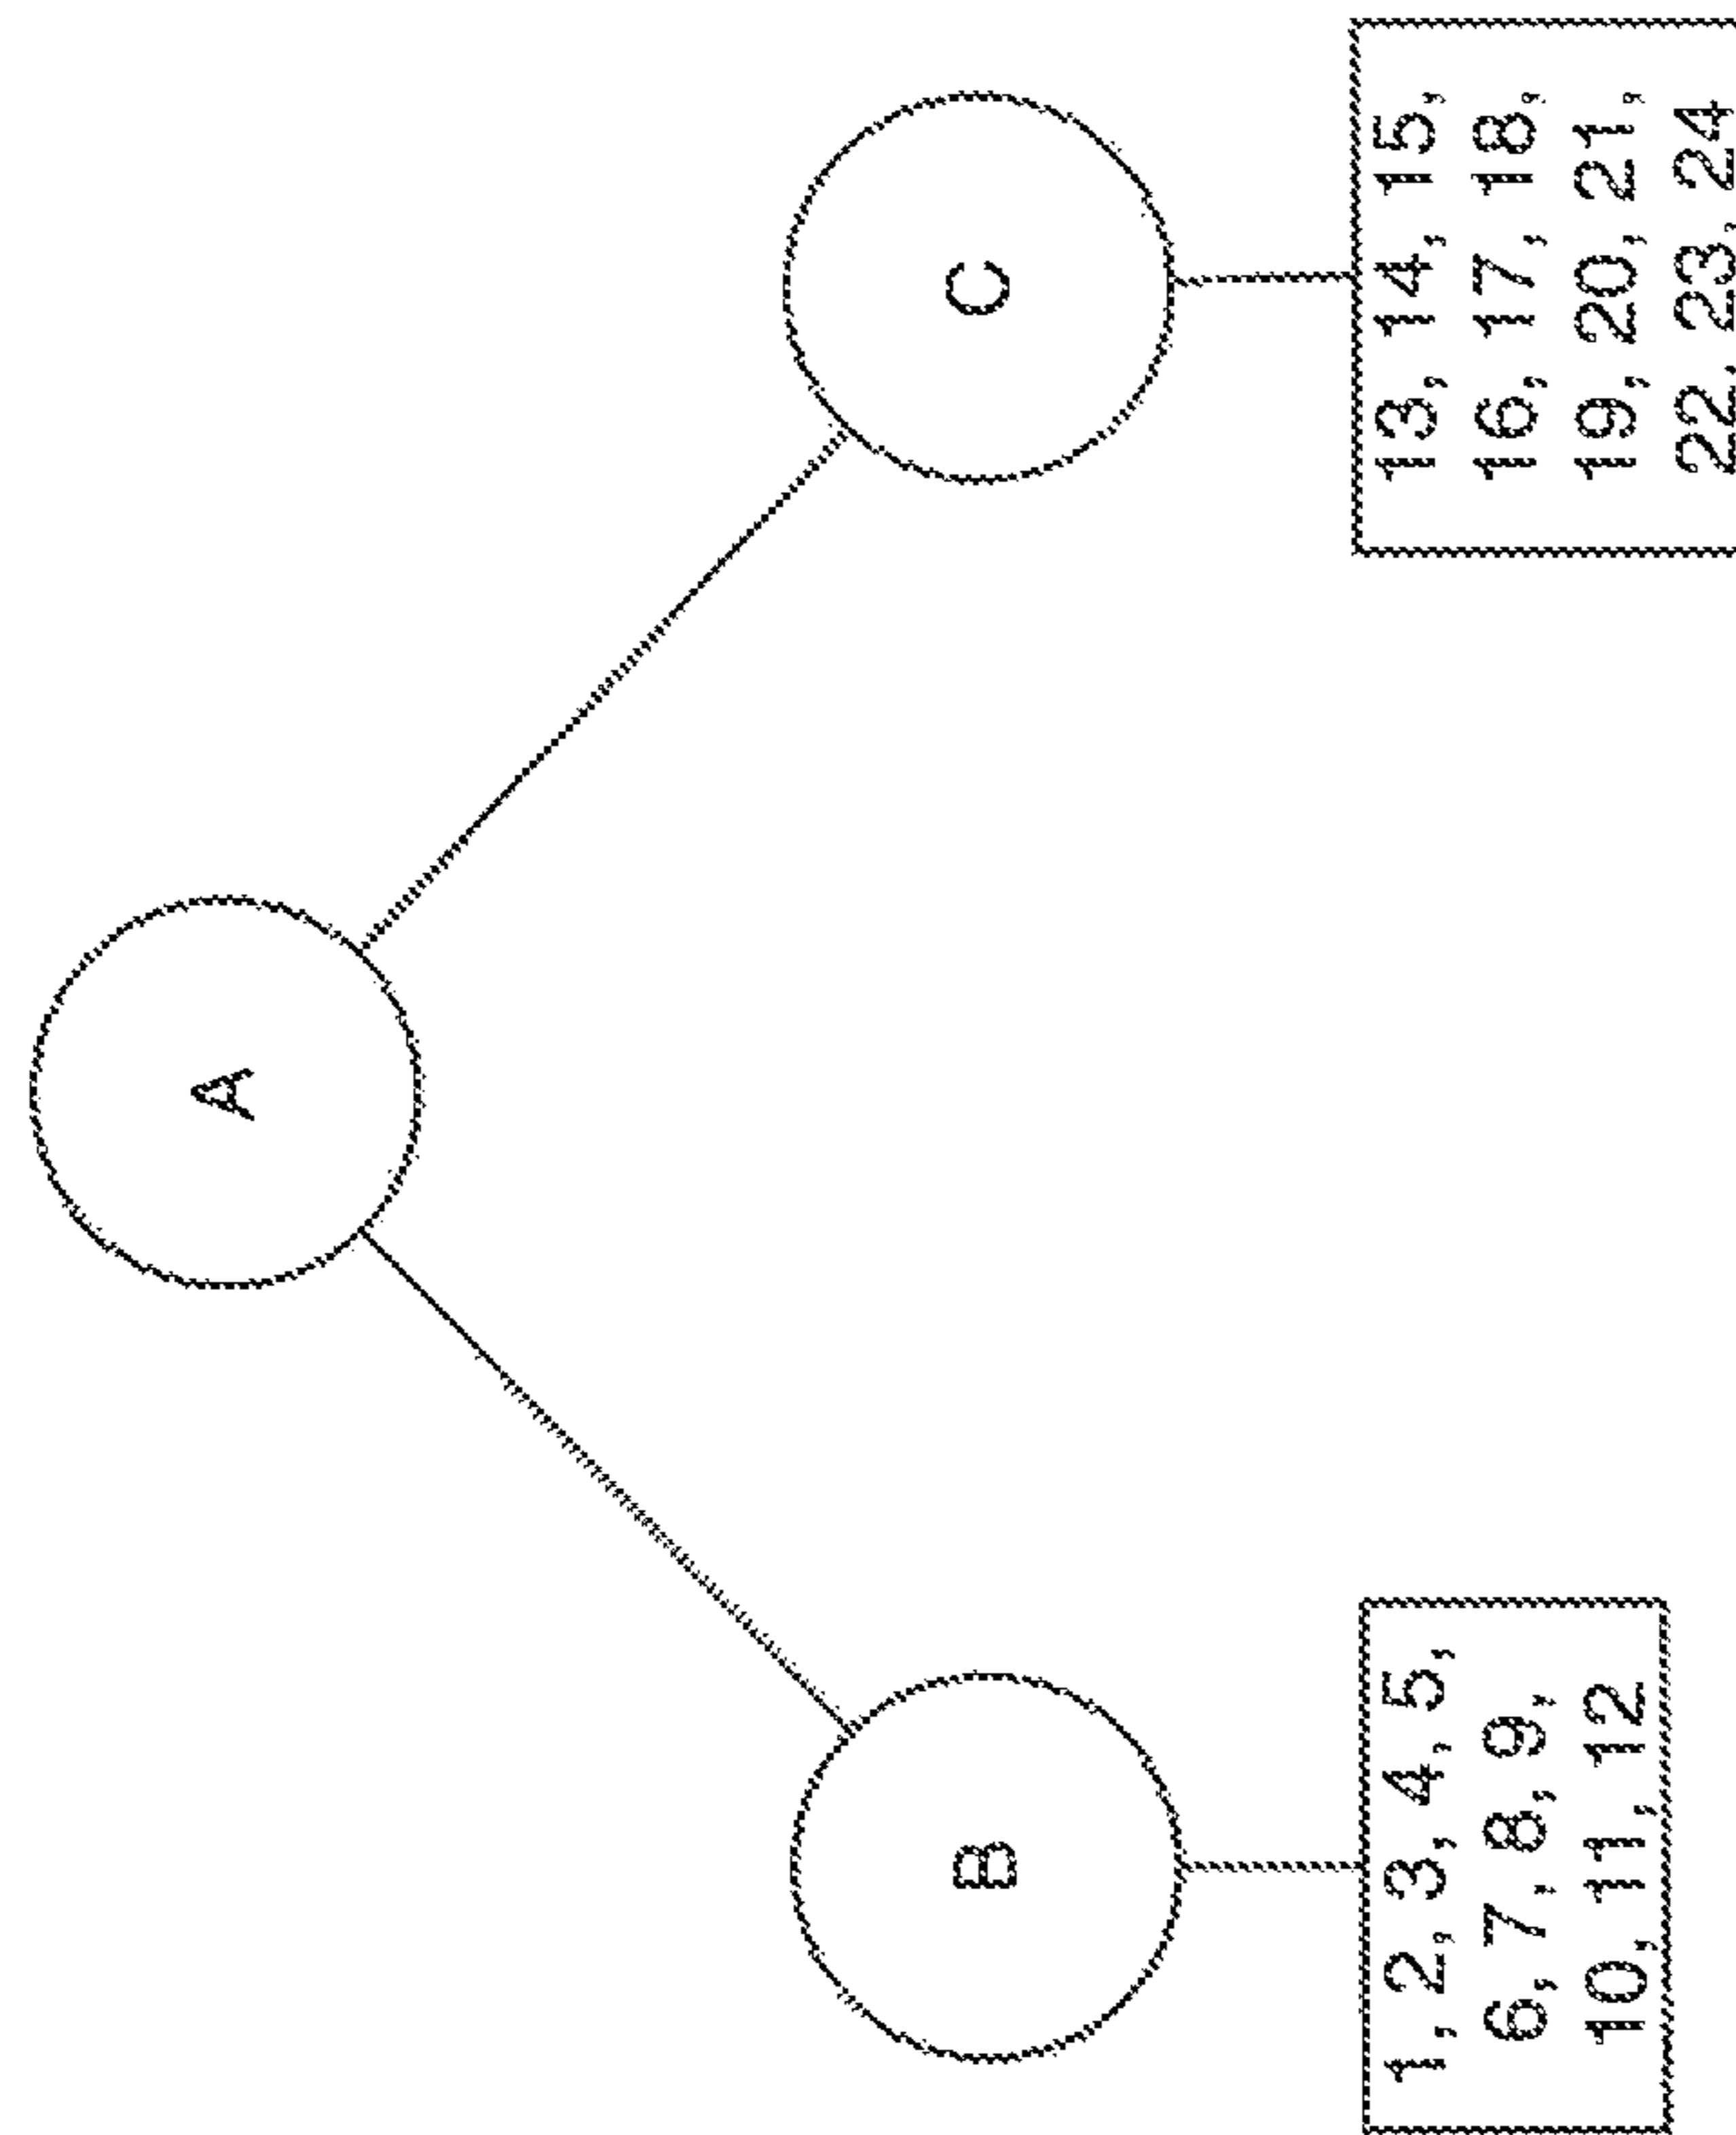 A
B
C
1, 2, 3, 4, 5,
6, 7, 8, 9,
10, 11, 12
13, 14, 15,
16, 17, 18,
19, 20, 21,
22, 23, 24